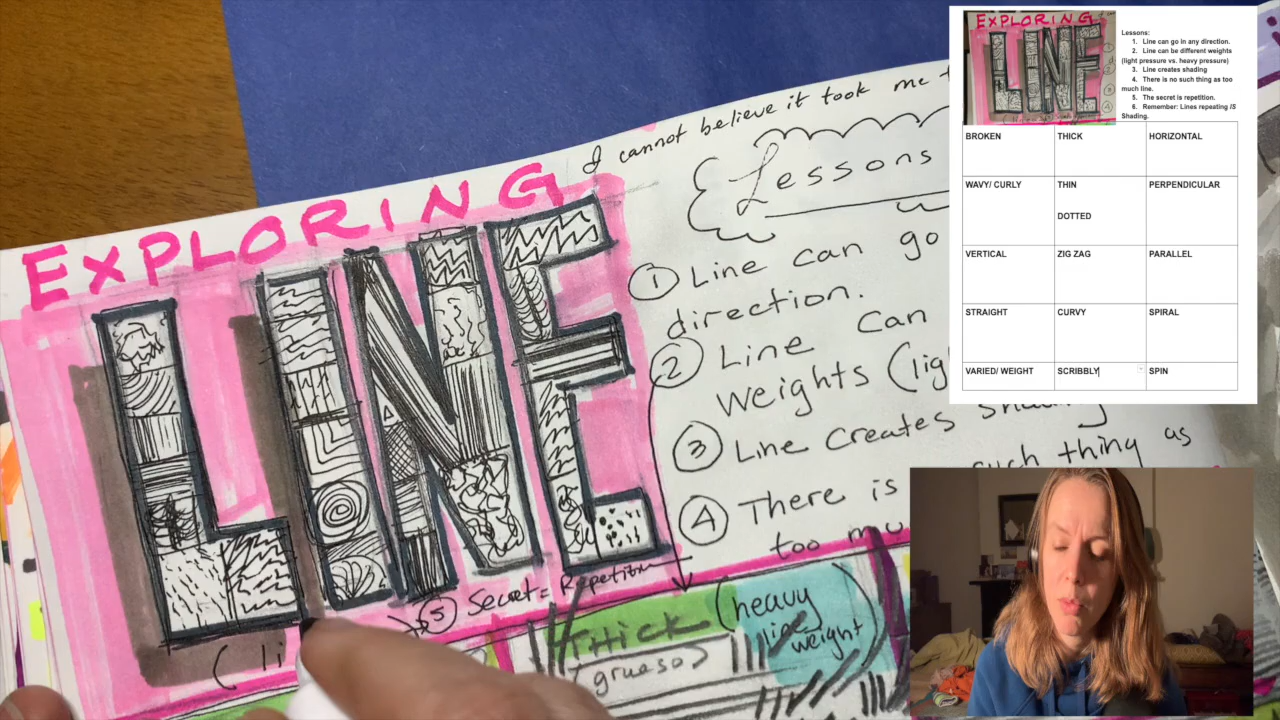 EXPLORING
LINE
I cannot believe it took me
Lessons
① Line can go
direction.
② Line can
Weights (lig
③ Line creates shading
④ There is such thing as
too mu
⑤ Secret = Repetition
Thick (heavy
line
weight)
(grueso)
( li
EXPLORING
LINE
Lessons:
1. Line can go in any direction.
2. Line can be different weights
(light pressure vs. heavy pressure)
3. Line creates shading
4. There is no such thing as too
much line.
5. The secret is repetition.
6. Remember: Lines repeating IS
Shading.
BROKEN THICK HORIZONTAL
WAVY/ CURLY THIN PERPENDICULAR
DOTTED
VERTICAL ZIG ZAG PARALLEL
STRAIGHT CURVY SPIRAL
VARIED/ WEIGHT SCRIBBLY SPIN